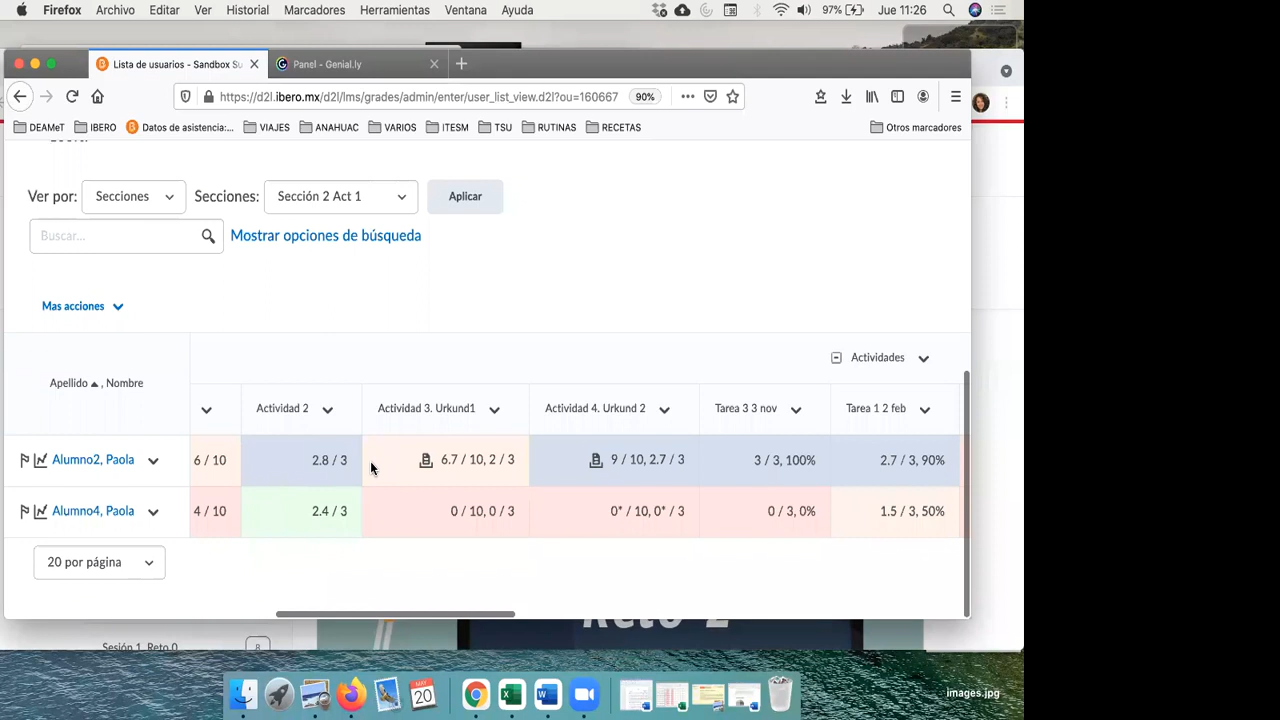 Firefox Archivo Editar Ver Historial Marcadores Herramientas Ventana Ayuda 97% Jue 11:26
Lista de usuarios - Sandbox Su Panel - Genial.ly
https://d2l.ibero.mx/d2l/lms/grades/admin/enter/user_list_view.d2l?ou=160667 90%
DEAMeT IBERO Datos de asistencia:... VIAJES ANAHUAC VARIOS ITESM TSU RUTINAS RECETAS Otros marcadores
Ver por: Secciones Secciones: Sección 2 Act 1 Aplicar
Buscar... Mostrar opciones de búsqueda
Mas acciones
Actividades
Apellido , Nombre
Actividad 2 Actividad 3. Urkund1 Actividad 4. Urkund 2 Tarea 3 3 nov Tarea 1 2 feb
Alumno2, Paola 6 / 10 2.8 / 3 6.7 / 10, 2 / 3 9 / 10, 2.7 / 3 3 / 3, 100% 2.7 / 3, 90%
Alumno4, Paola 4 / 10 2.4 / 3 0 / 10, 0 / 3 0* / 10, 0* / 3 0 / 3, 0% 1.5 / 3, 50%
20 por página
Reto 2
Sesión 1. Reto 0 8
MAY
20
images.jpg